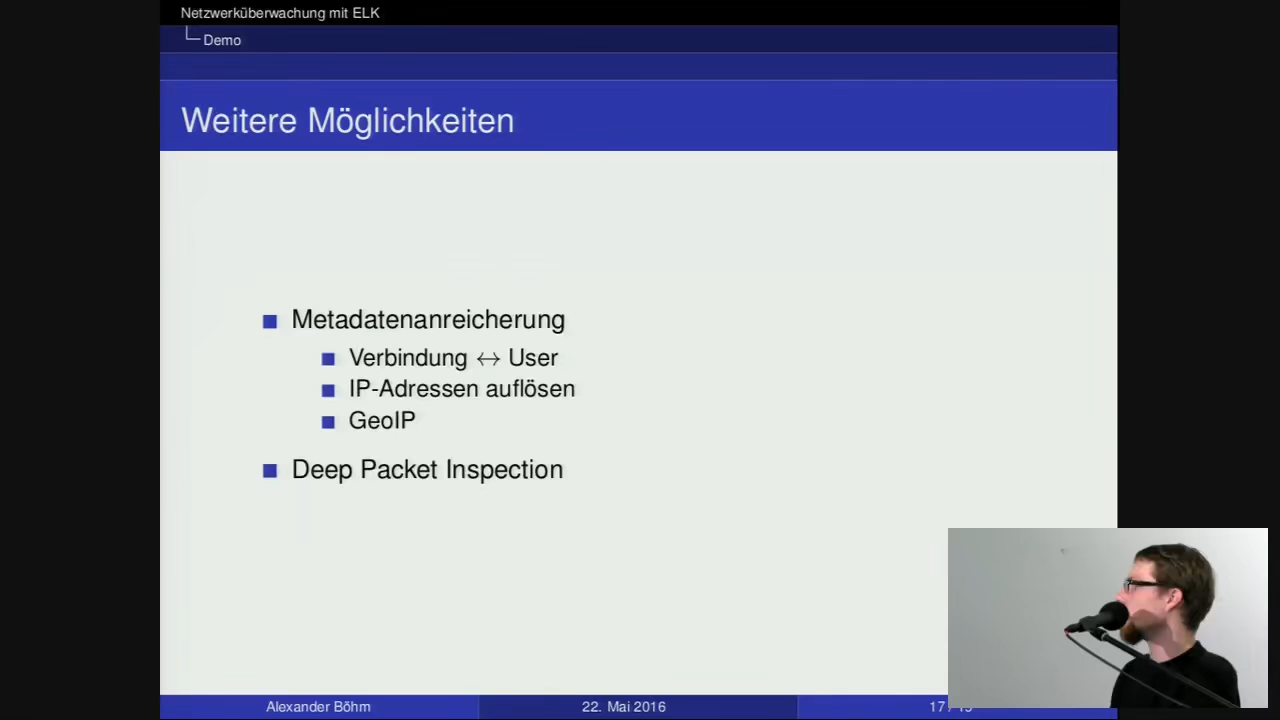 Netzwerküberwachung mit ELK
Demo
Weitere Möglichkeiten
Metadatenanreicherung
Verbindung ↔ User
IP-Adressen auflösen
GeoIP
Deep Packet Inspection
Alexander Böhm
22. Mai 2016
17 /